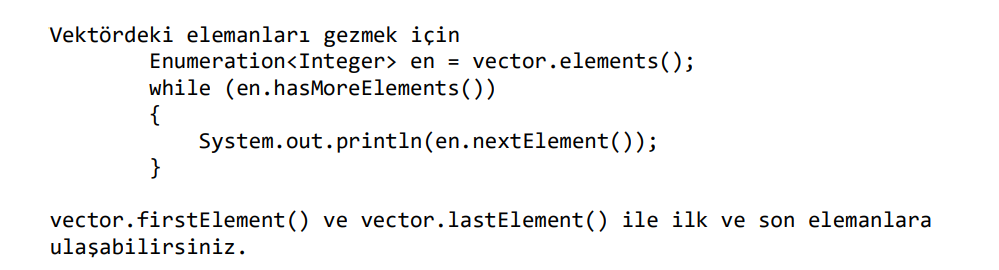 Vektördeki elemanları gezmek için
Enumeration<Integer> en = vector.elements();
while (en.hasMoreElements())
{
System.out.println(en.nextElement());
}
vector.firstElement() ve vector.lastElement() ile ilk ve son elemanlara
ulaşabilirsiniz.